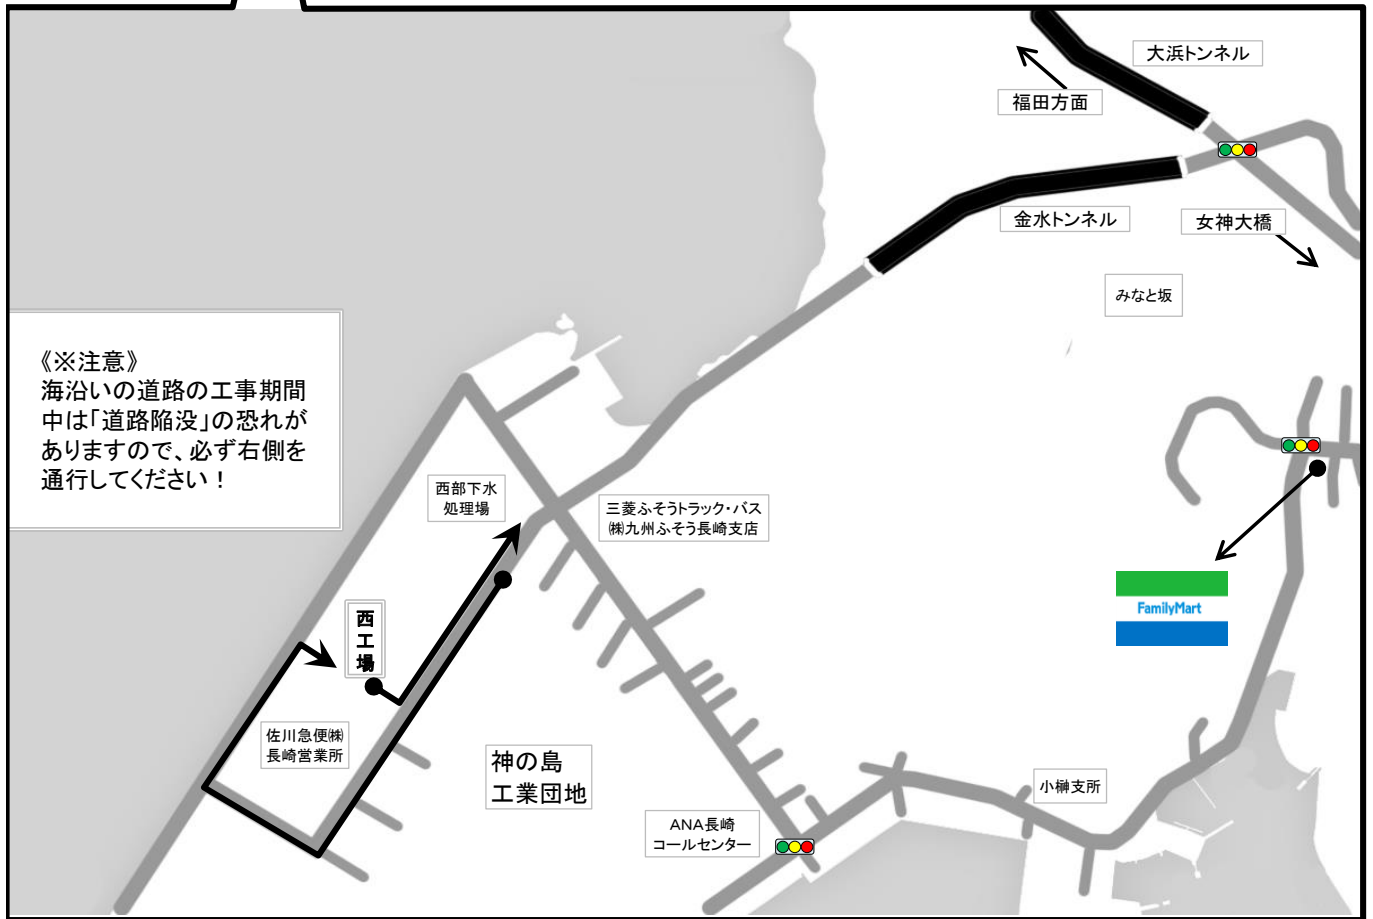 大浜トンネル
福田方面
金水トンネル
女神大橋
みなと坂
《※注意》
海沿いの道路の工事期間
中は「道路陥没」の恐れが
ありますので、必ず右側を
通行してください！
西部下水
処理場
三菱ふそうトラック・バス
㈱九州ふそう長崎支店
FamilyMart
西工場
佐川急便㈱
長崎営業所
神の島
工業団地
小榊支所
ANA長崎
コールセンター